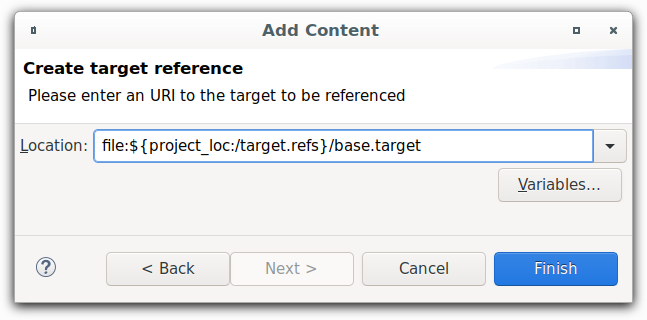 Add Content
Create target reference
Please enter an URI to the target to be referenced
Location: file:${project_loc:/target.refs}/base.target
Variables...
? < Back Next > Cancel Finish